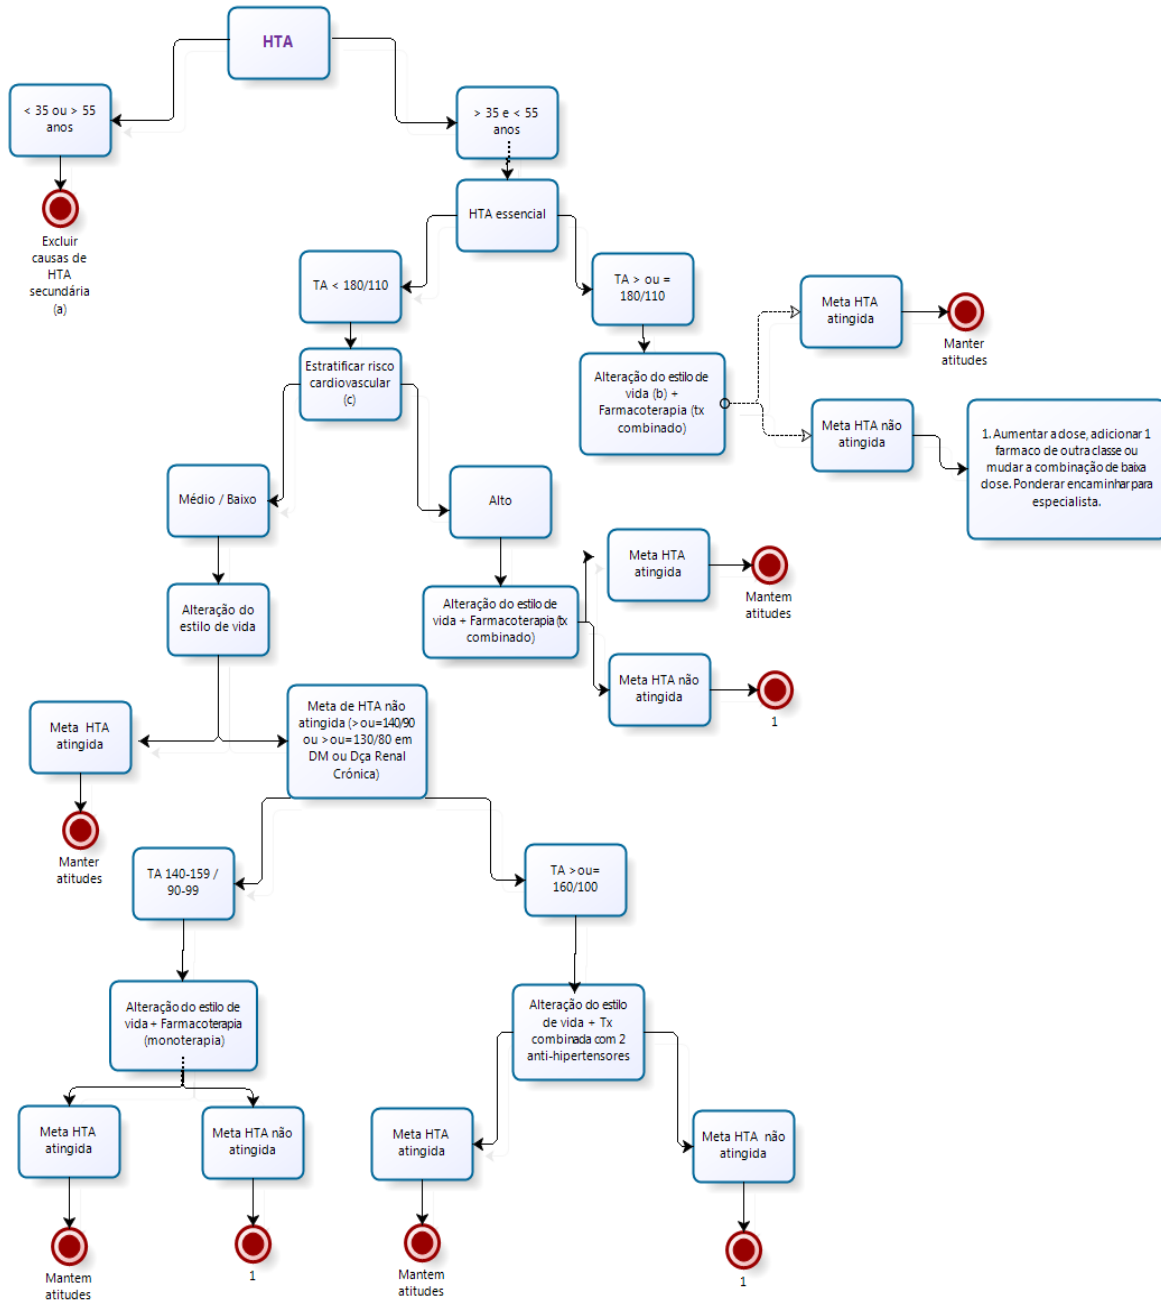 HTA
< 35 ou > 55
anos
> 35 e < 55
anos
Excluir
causas de
HTA
secundária
(a)
HTA essencial
TA < 180/110
TA > ou =
180/110
Meta HTA
atingida
Manter
atitudes
Estratificar risco
cardiovascular
(c)
Alteração do estilo de
vida (b) +
Farmacoterapia (tx
combinado)
Meta HTA não
atingida
1. Aumentar a dose, adicionar 1
farmaco de outra classe ou
mudar a combinação de baixa
dose. Ponderar encaminhar para
especialista.
Médio / Baixo
Alto
Meta HTA
atingida
Mantem
atitudes
Alteração do
estilo de vida
Alteração do estilo de
vida + Farmacoterapia (tx
combinado)
Meta HTA não
atingida
1
Meta HTA
atingida
Manter
atitudes
Meta de HTA não
atingida (> ou=140/90
ou > ou=130/80 em
DM ou Dça Renal
Crónica)
TA 140-159 /
90-99
TA > ou=
160/100
Alteração do estilo de
vida + Farmacoterapia
(monoterapia)
Alteração do estilo
de vida + Tx
combinada com 2
anti-hipertensores
Meta HTA
atingida
Meta HTA não
atingida
Meta HTA
atingida
Meta HTA não
atingida
Mantem
atitudes
1
Mantem
atitudes
1